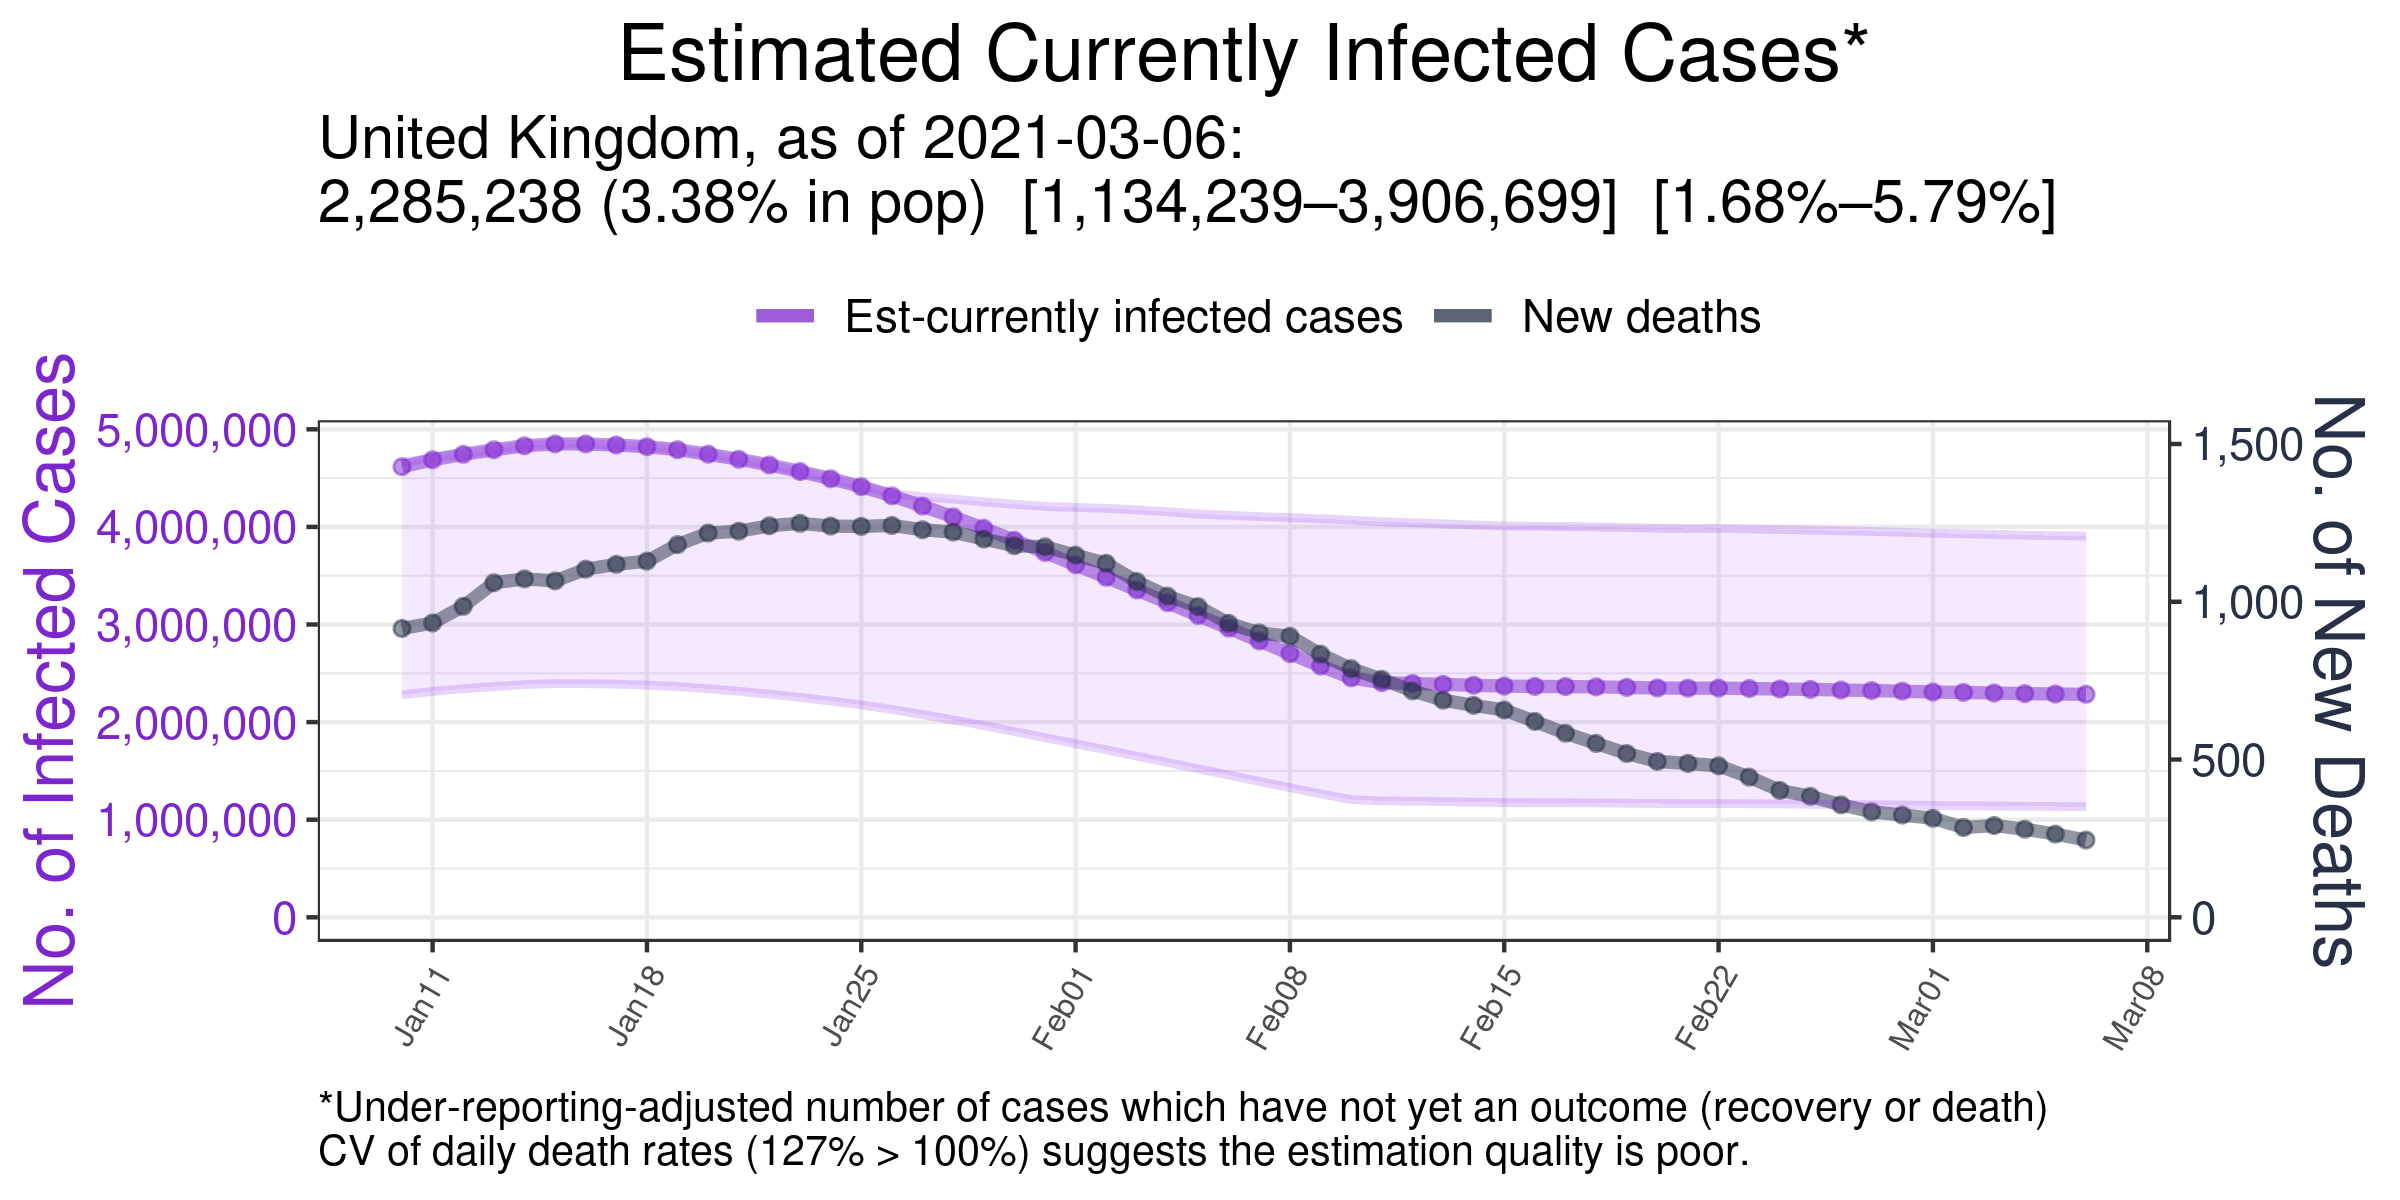 Estimated Currently Infected Cases*
United Kingdom, as of 2021-03-06:
2,285,238 (3.38% in pop) [1,134,239–3,906,699] [1.68%–5.79%]
Est-currently infected cases New deaths
No. of Infected Cases
5,000,000
4,000,000
3,000,000
2,000,000
1,000,000
0
1,500
1,000
500
0
No. of New Deaths
Jan11 Jan18 Jan25 Feb01 Feb08 Feb15 Feb22 Mar01 Mar08
*Under-reporting-adjusted number of cases which have not yet an outcome (recovery or death)
CV of daily death rates (127% > 100%) suggests the estimation quality is poor.